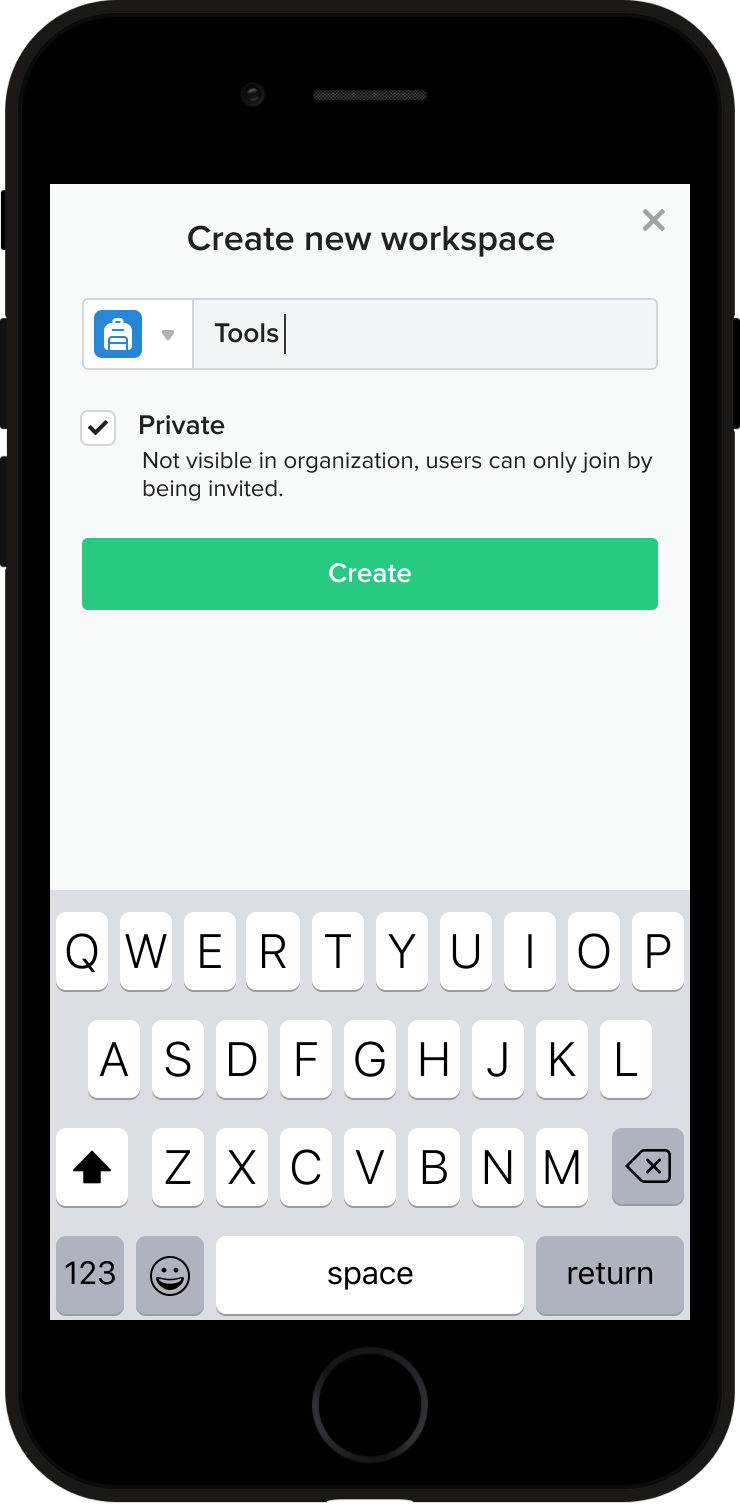 Create new workspace
Tools
Private
Not visible in organization, users can only join by
being invited.
Create
Q W E R T Y U I O P
A S D F G H J K L
Z X C V B N M
123 space return